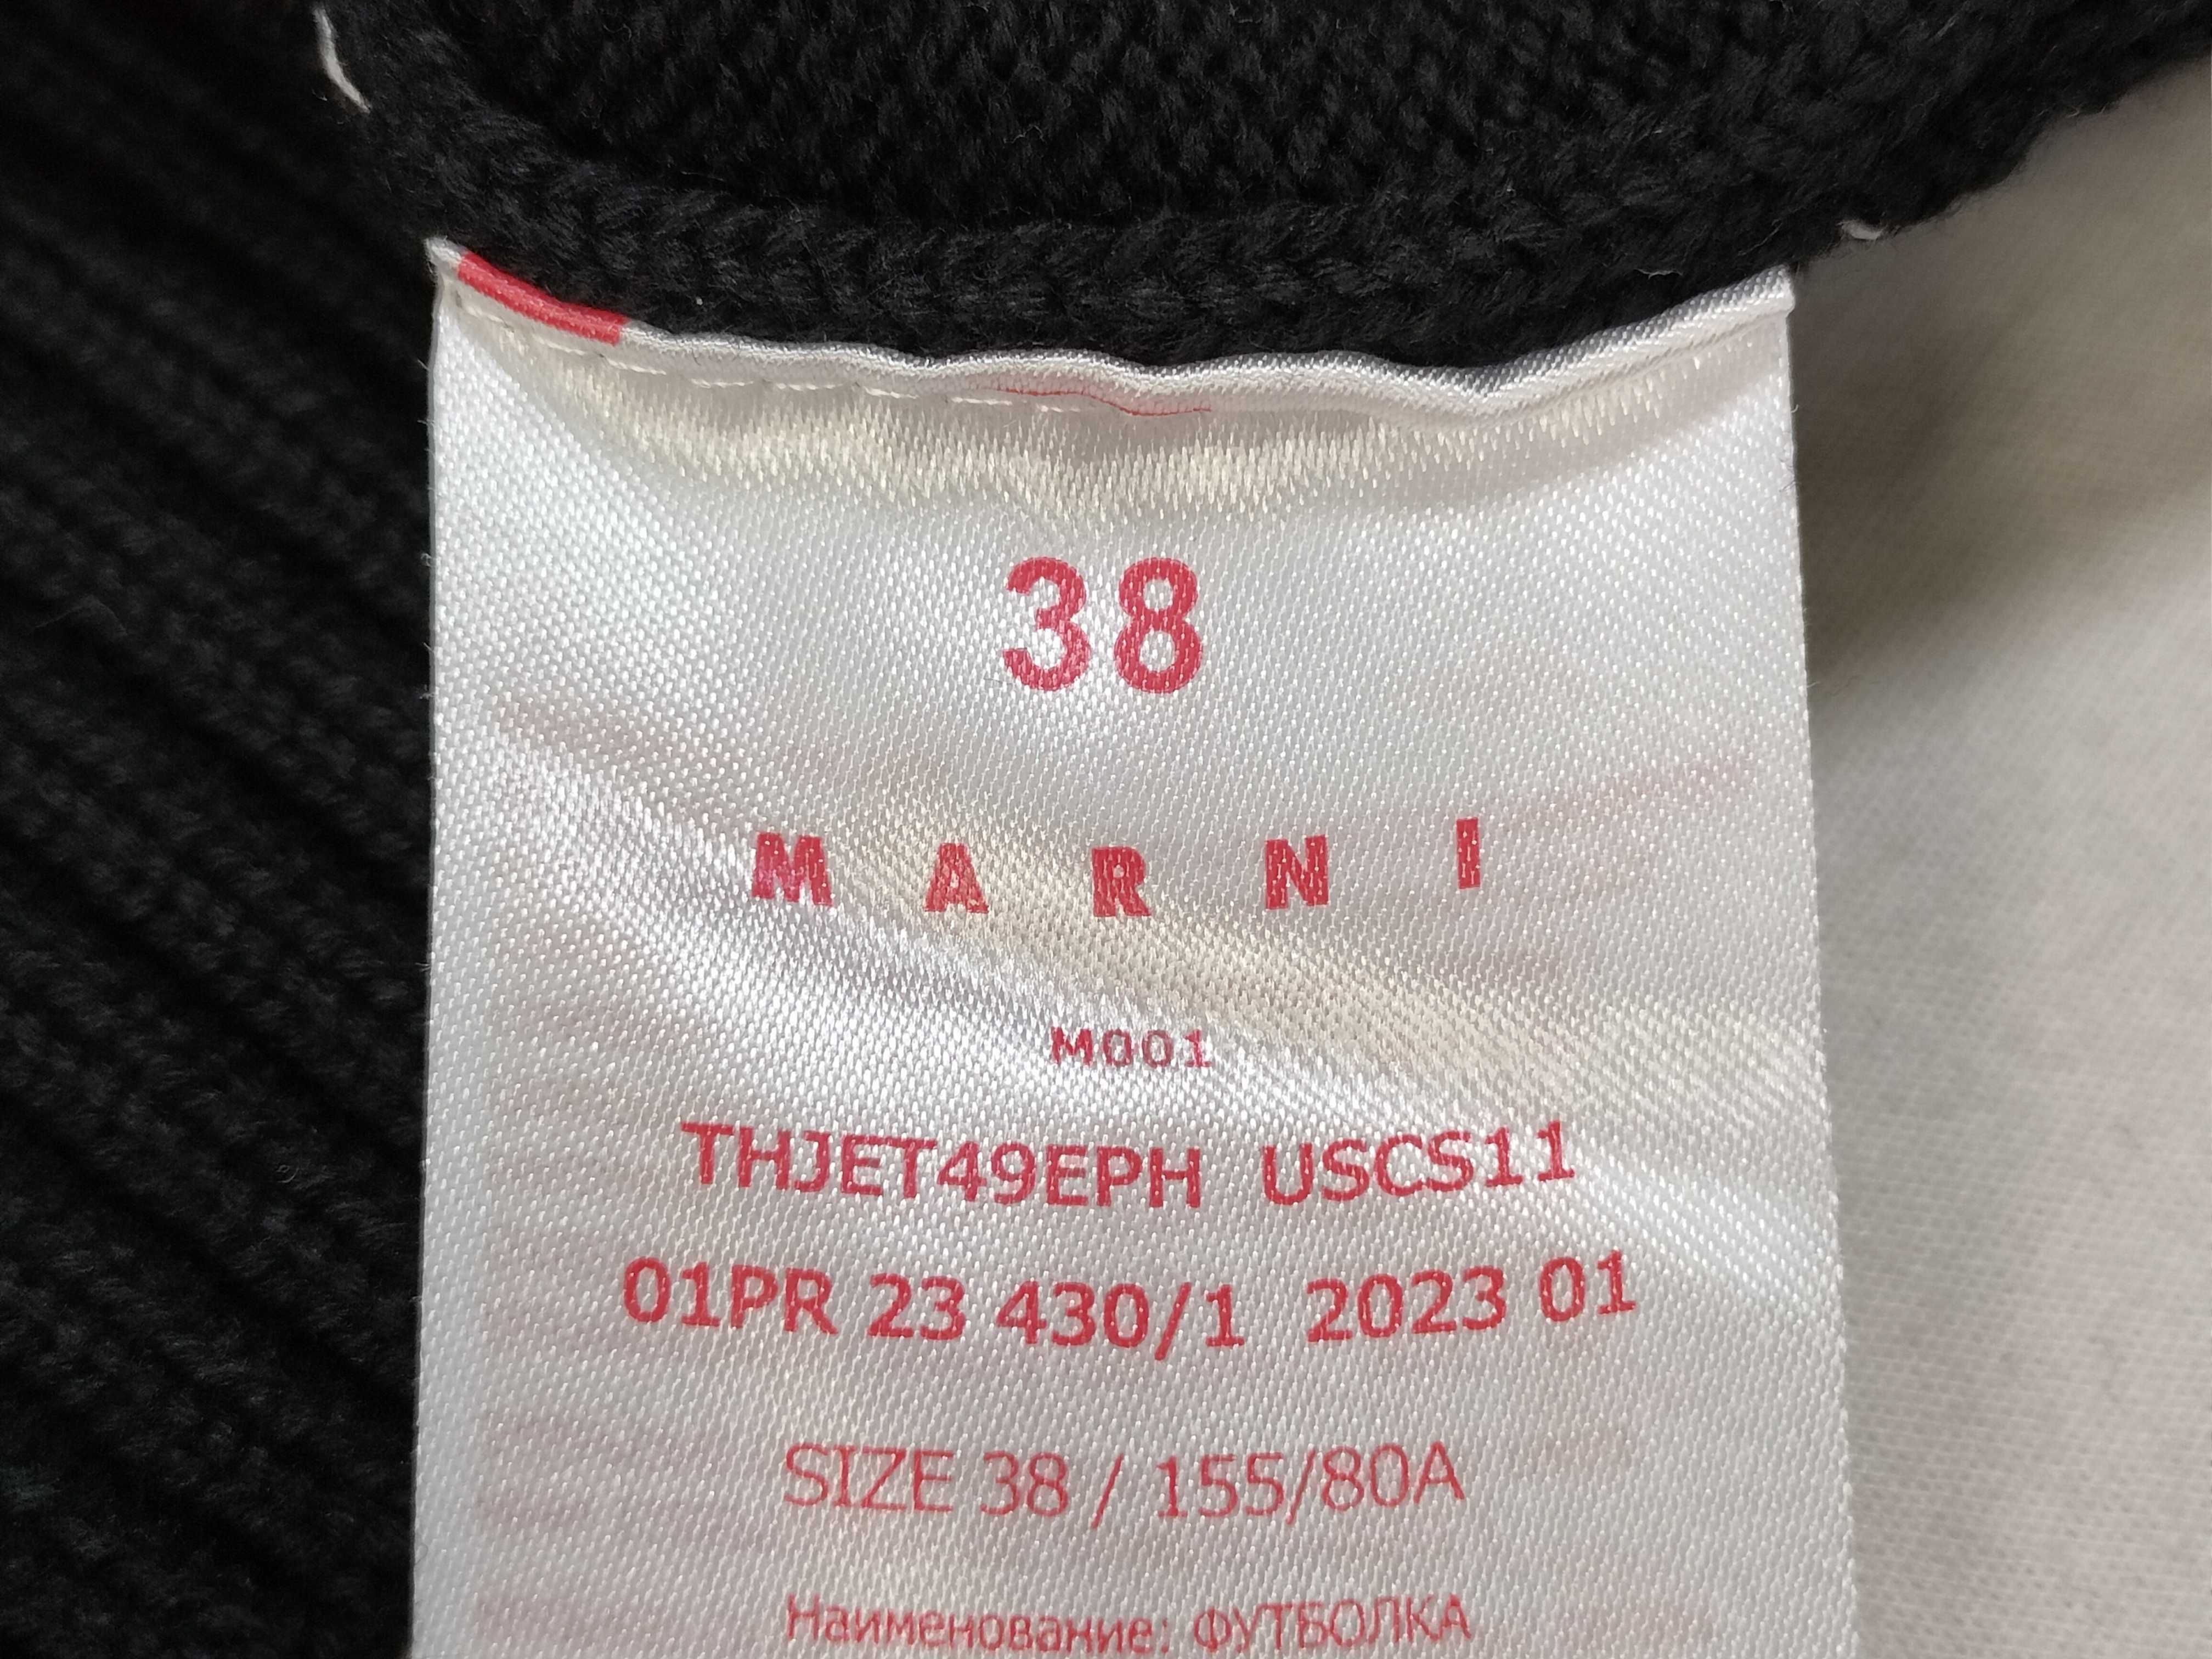 38
MARNI
M001
THJET49EPH USCS11
01PR 23 430/1 2023 01
SIZE 38 / 155/80A
Наименование: ФУТБОЛКА